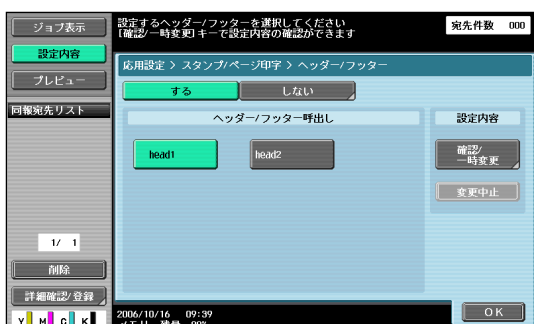 ジョブ表示
設定するヘッダー/フッターを選択してください
[確認/一時変更]キーで設定内容の確認ができます
宛先件数 000
設定内容
プレビュー
応用設定 > スタンプ/ページ印字 > ヘッダー/フッター
する
しない
同報宛先リスト
ヘッダー/フッター呼出し
設定内容
head1
head2
確認/
一時変更
変更中止
1/ 1
削除
詳細確認/登録
2006/10/16 09:39
OK
Y M C K
メモリー残量 99%